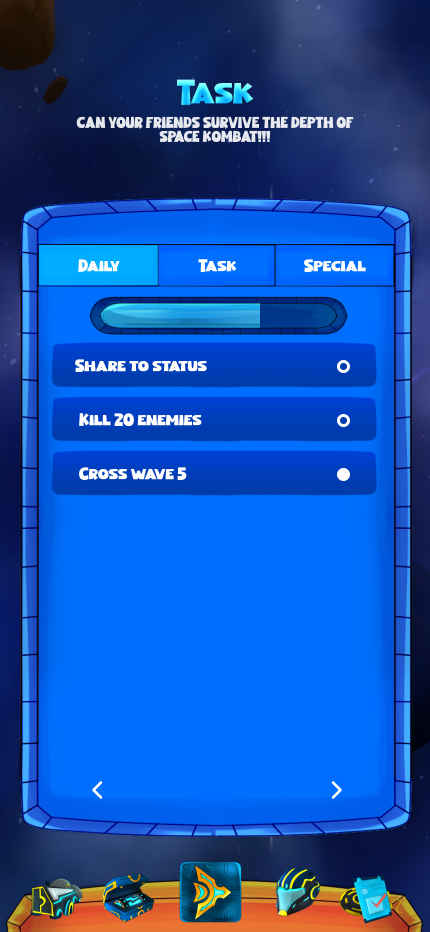 TASK
CAN YOUR FRIENDS SURVIVE THE DEPTH OF
SPACE KOMBAT!!!
DAILY
TASK
SPECIAL
SHARE TO STATUS
KILL 20 ENEMIES
CROSS WAVE 5